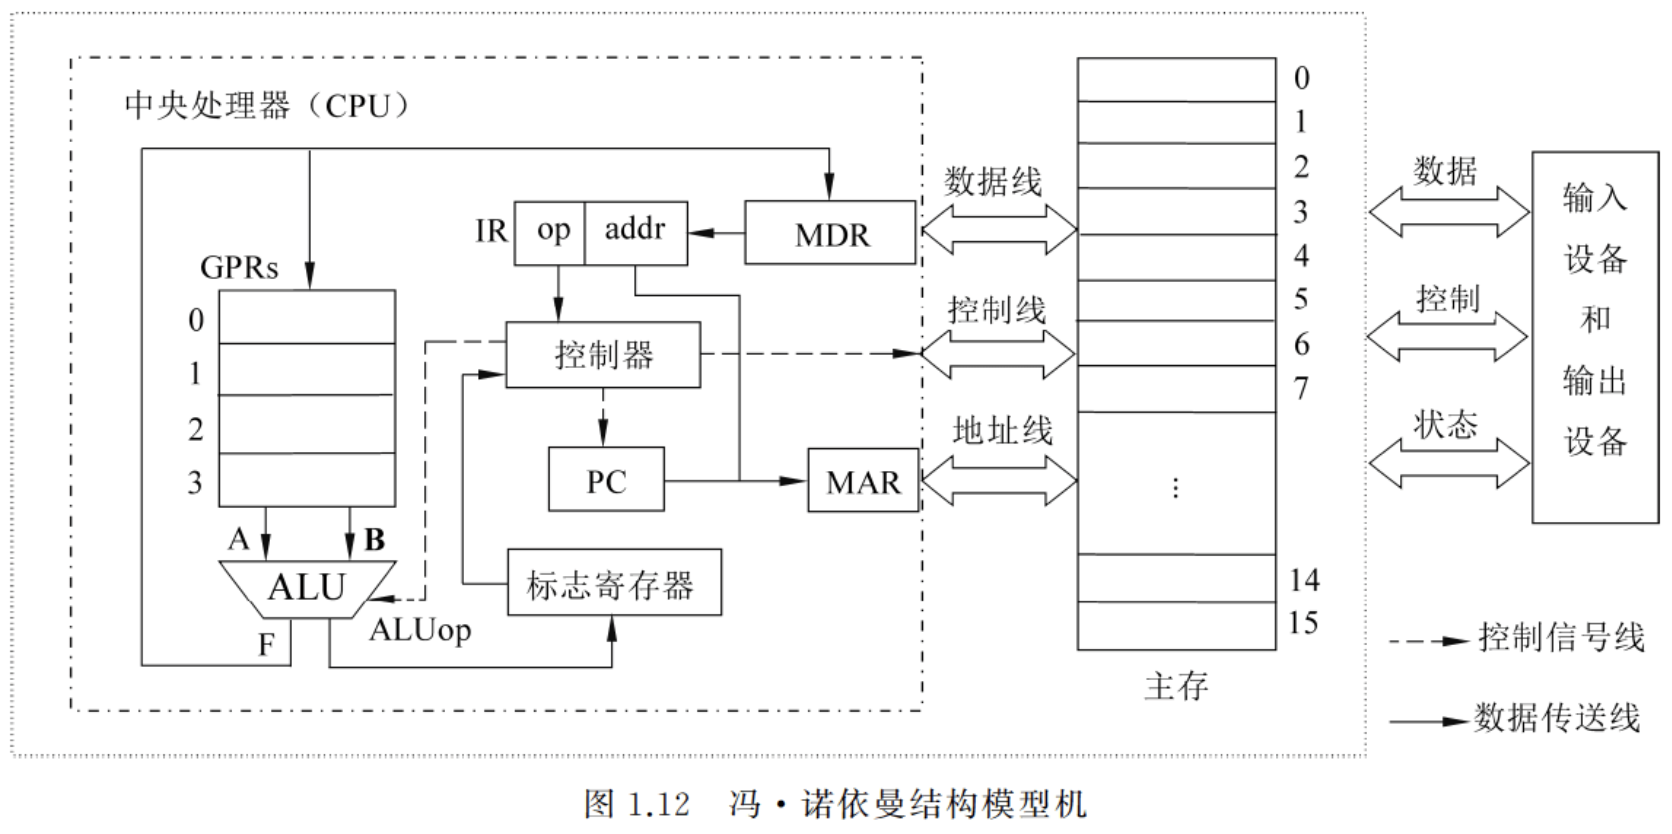 中央处理器（CPU）
GPRs
0
1
2
3
A
B
ALU
F
ALUop
IR
op
addr
MDR
控制器
PC
MAR
标志寄存器
数据线
控制线
地址线
0
1
2
3
4
5
6
7
⋮
14
15
主存
数据
控制
状态
输入
设备
和
输出
设备
控制信号线
数据传送线
图 1.12 冯·诺依曼结构模型机